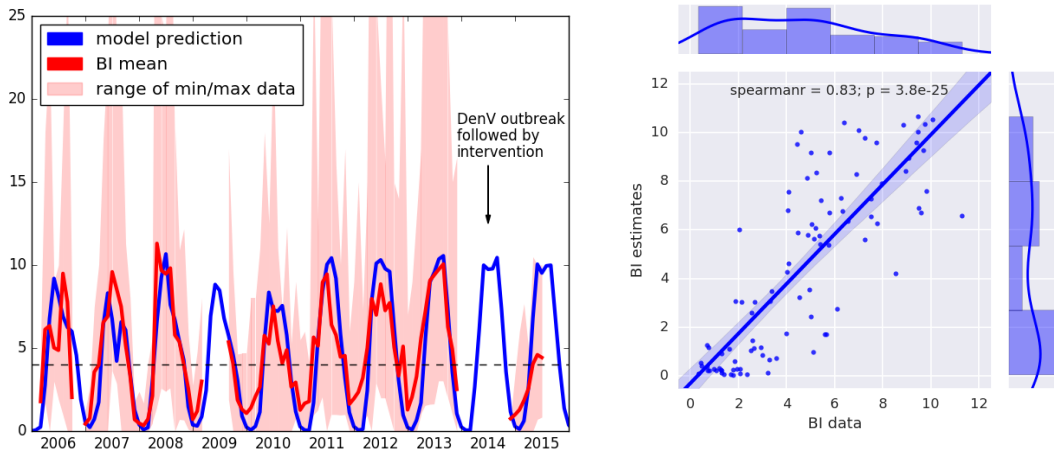 25
20
15
10
5
0
model prediction
BI mean
range of min/max data
DenV outbreak
followed by
intervention
2006 2007 2008 2009 2010 2011 2012 2013 2014 2015
spearmanr = 0.83; p = 3.8e-25
BI estimates
12
10
8
6
4
2
0
0 2 4 6 8 10 12
BI data